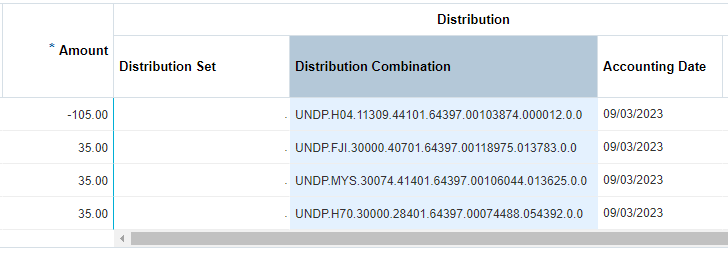 Distribution
* Amount
Distribution Set
Distribution Combination
Accounting Date
-105.00 UNDP.H04.11309.44101.64397.00103874.000012.0.0 09/03/2023
35.00 UNDP.FJI.30000.40701.64397.00118975.013783.0.0 09/03/2023
35.00 UNDP.MYS.30074.41401.64397.00106044.013625.0.0 09/03/2023
35.00 UNDP.H70.30000.28401.64397.00074488.054392.0.0 09/03/2023